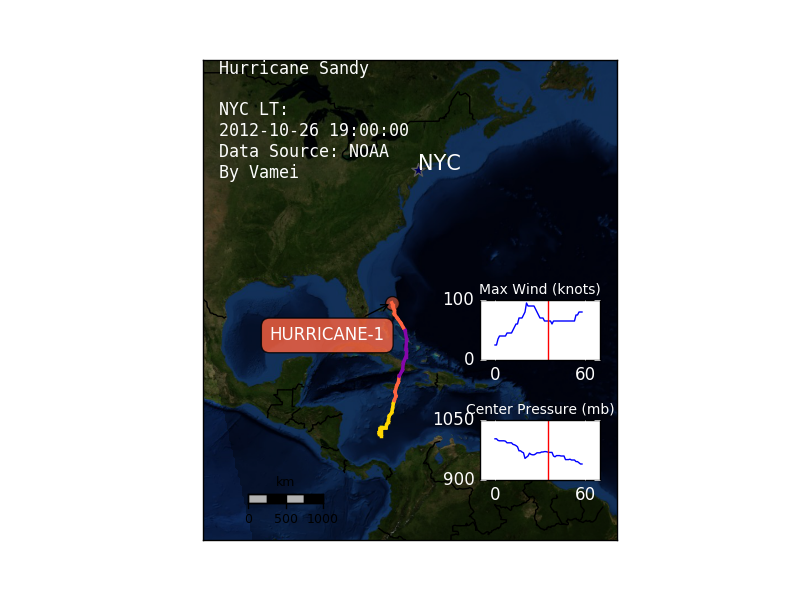 Hurricane Sandy
NYC LT:
2012-10-26 19:00:00
Data Source: NOAA
By Vamei
NYC
HURRICANE-1
Max Wind (knots)
100
0
0 60
Center Pressure (mb)
1050
900
0 60
km
0 500 1000